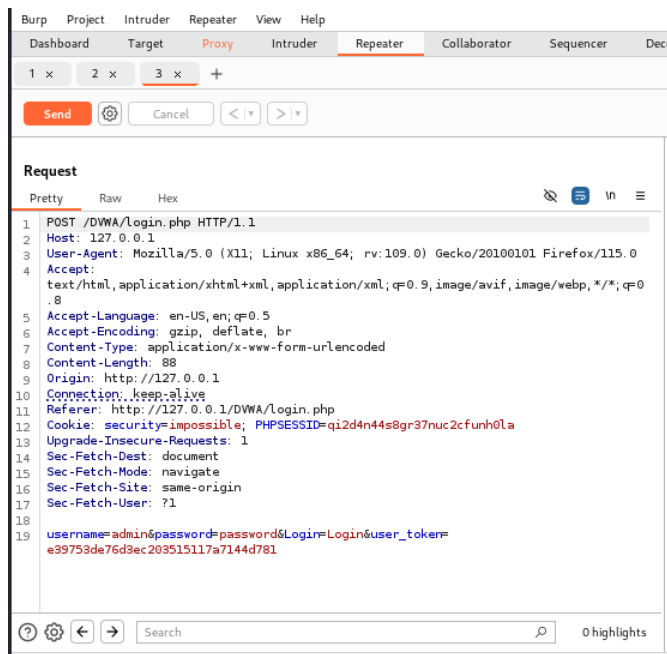 Burp Project Intruder Repeater View Help
Dashboard Target Proxy Intruder Repeater Collaborator Sequencer Dec
1 × 2 × 3 × +
Send Cancel < >
Request
Pretty Raw Hex \n
1 POST /DVWA/login.php HTTP/1.1
2 Host: 127.0.0.1
3 User-Agent: Mozilla/5.0 (X11; Linux x86_64; rv:109.0) Gecko/20100101 Firefox/115.0
4 Accept:
text/html,application/xhtml+xml,application/xml;q=0.9,image/avif,image/webp,*/*;q=0
.8
5 Accept-Language: en-US,en;q=0.5
6 Accept-Encoding: gzip, deflate, br
7 Content-Type: application/x-www-form-urlencoded
8 Content-Length: 88
9 Origin: http://127.0.0.1
10 Connection: keep-alive
11 Referer: http://127.0.0.1/DVWA/login.php
12 Cookie: security=impossible; PHPSESSID=qi2d4n44s8gr37nuc2cfunh0la
13 Upgrade-Insecure-Requests: 1
14 Sec-Fetch-Dest: document
15 Sec-Fetch-Mode: navigate
16 Sec-Fetch-Site: same-origin
17 Sec-Fetch-User: ?1
18
19 username=admin&password=password&Login=Login&user_token=
e39753de76d3ec203515117a7144d781
Search 0 highlights